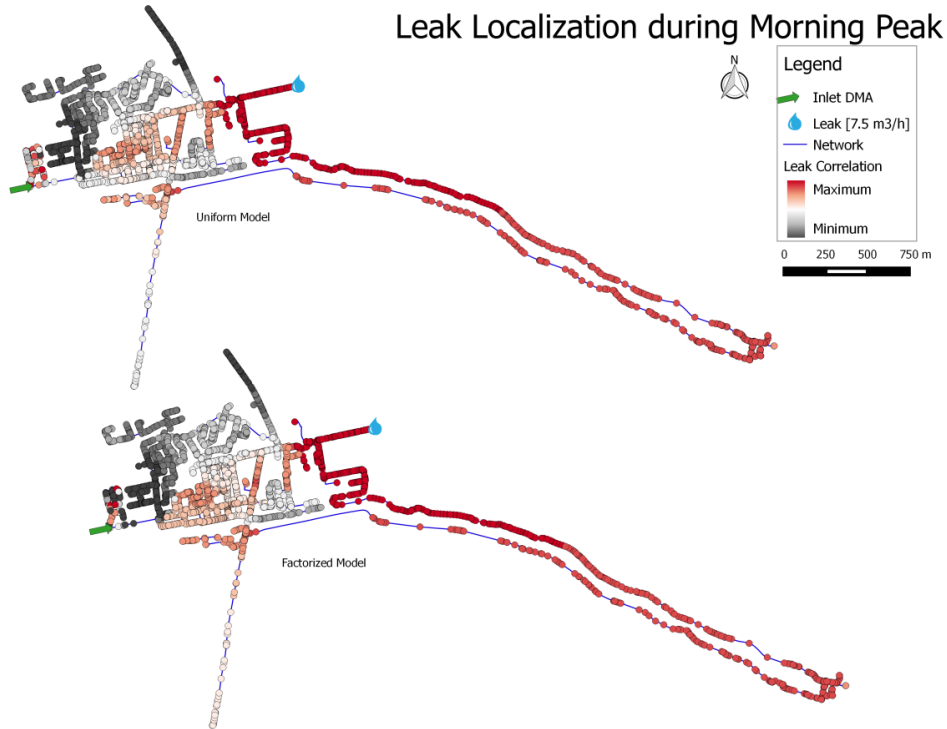 Leak Localization during Morning Peak
N
Legend
Inlet DMA
Leak [7.5 m3/h]
Network
Leak Correlation
Maximum
Minimum
0 250 500 750 m
Uniform Model
Factorized Model